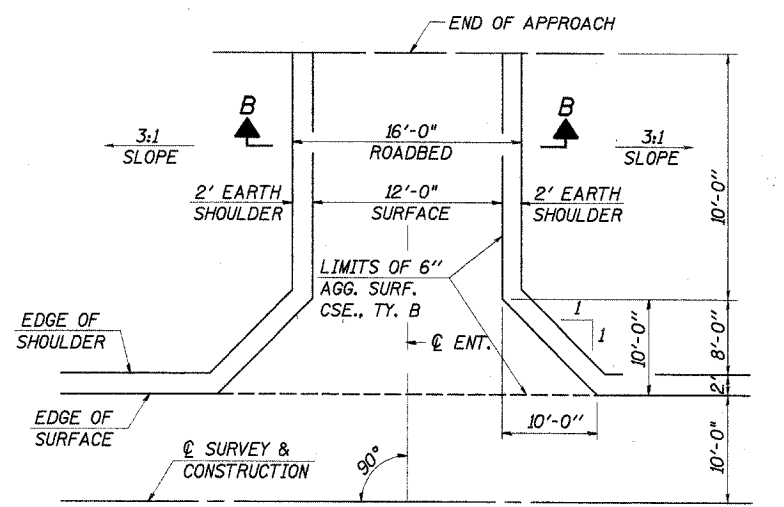 END OF APPROACH
B
B
3:1
SLOPE
16'-0"
ROADBED
3:1
SLOPE
2' EARTH
SHOULDER
12'-0"
SURFACE
2' EARTH
SHOULDER
10'-0"
LIMITS OF 6"
AGG. SURF.
CSE., TY. B
1
1
EDGE OF
SHOULDER
℄ ENT.
10'-0"
8'-0"
2'
EDGE OF
SURFACE
10'-0"
10'-0"
℄ SURVEY &
CONSTRUCTION
90°